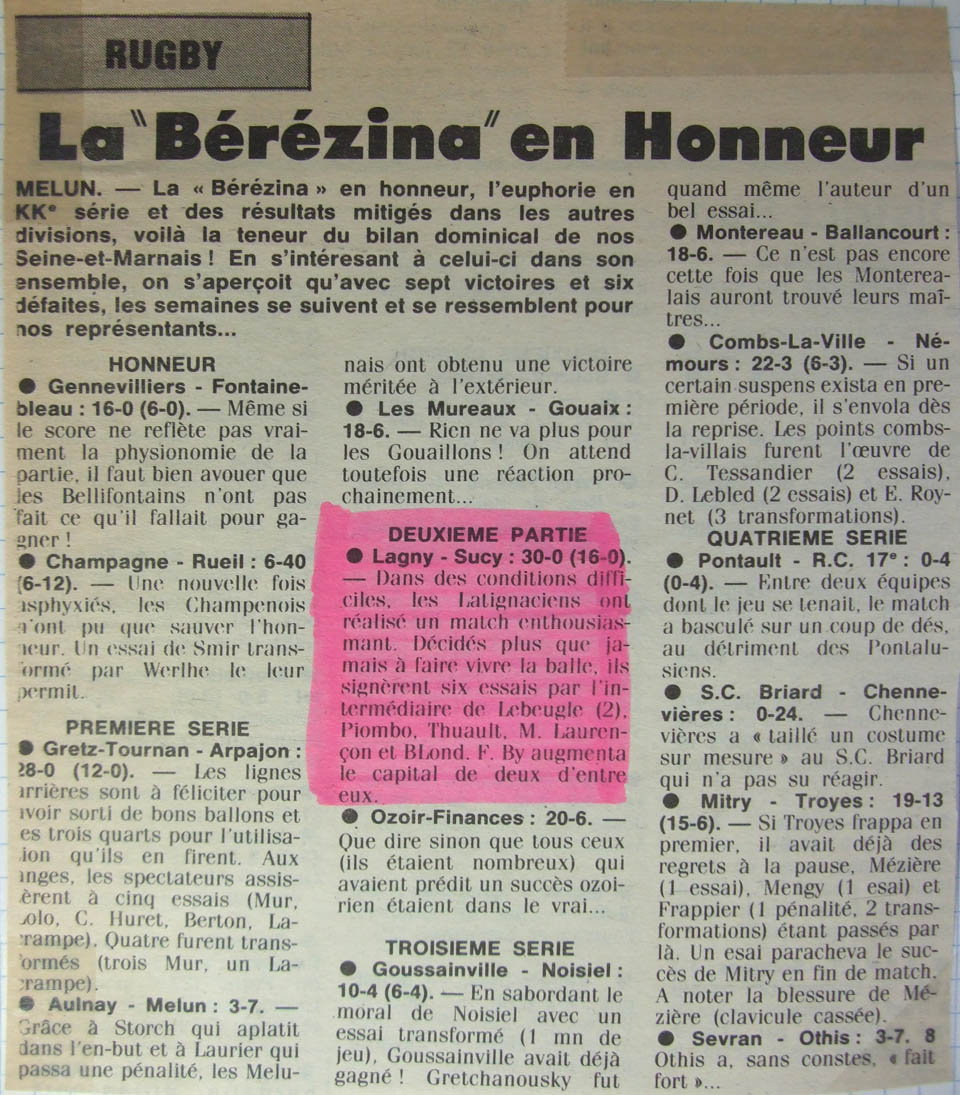 RUGBY
La "Bérézina" en Honneur
MELUN. — La « Bérézina » en honneur, l'euphorie en
KKᵉ série et des résultats mitigés dans les autres
divisions, voilà la teneur du bilan dominical de nos
Seine-et-Marnais ! En s'intéressant à celui-ci dans son
ensemble, on s'aperçoit qu'avec sept victoires et six
défaites, les semaines se suivent et se ressemblent pour
nos représentants...
HONNEUR
● Gennevilliers - Fontaine-
bleau : 16-0 (6-0). — Même si
le score ne reflète pas vrai-
ment la physionomie de la
partie, il faut bien avouer que
les Bellifontains n'ont pas
fait ce qu'il fallait pour ga-
gner !
● Champagne - Rueil : 6-40
(6-12). — Une nouvelle fois
asphyxiés, les Champenois
n'ont pu que sauver l'hon-
neur. Un essai de Smir trans-
formé par Werlhe le leur
permit.
PREMIERE SERIE
● Gretz-Tournan - Arpajon :
28-0 (12-0). — Les lignes
arrières sont à féliciter pour
avoir sorti de bons ballons et
es trois quarts pour l'utilisa-
ion qu'ils en firent. Aux
anges, les spectateurs assis-
èrent à cinq essais (Mur,
olo, C. Huret, Berton, La-
rampe). Quatre furent trans-
ormés (trois Mur, un La-
rampe).
● Aulnay - Melun : 3-7. —
Grâce à Storch qui aplatit
dans l'en-but et à Laurier qui
passa une pénalité, les Melu-
nais ont obtenu une victoire
méritée à l'extérieur.
● Les Mureaux - Gouaix :
18-6. — Rien ne va plus pour
les Gouaillons ! On attend
toutefois une réaction pro-
chainement...
DEUXIEME PARTIE
● Lagny - Sucy : 30-0 (16-0).
— Dans des conditions diffi-
ciles, les Latignaciens ont
réalisé un match enthousias-
mant. Décidés plus que ja-
mais à faire vivre la balle, ils
signèrent six essais par l'in-
termédiaire de Lebeugle (2),
Piombo, Thuault, M. Lauren-
çon et BLond. F. By augmenta
le capital de deux d'entre
eux.
● Ozoir-Finances : 20-6. —
Que dire sinon que tous ceux
(ils étaient nombreux) qui
avaient prédit un succès ozoi-
rien étaient dans le vrai...
TROISIEME SERIE
● Goussainville - Noisiel :
10-4 (6-4). — En sabordant le
moral de Noisiel avec un
essai transformé (1 mn de
jeu), Goussainville avait déjà
gagné ! Gretchanousky fut
quand même l'auteur d'un
bel essai...
● Montereau - Ballancourt :
18-6. — Ce n'est pas encore
cette fois que les Monterea-
lais auront trouvé leurs maî-
tres...
● Combs-La-Ville - Né-
mours : 22-3 (6-3). — Si un
certain suspens exista en pre-
mière période, il s'envola dès
la reprise. Les points combs-
la-villais furent l'œuvre de
C. Tessandier (2 essais),
D. Lebled (2 essais) et E. Roy-
net (3 transformations).
QUATRIEME SERIE
● Pontault - R.C. 17ᵉ : 0-4
(0-4). — Entre deux équipes
dont le jeu se tenait, le match
a basculé sur un coup de dés,
au détriment des Pontalu-
siens.
● S.C. Briard - Chenne-
vières : 0-24. — Chenne-
vières a « taillé un costume
sur mesure » au S.C. Briard
qui n'a pas su réagir.
● Mitry - Troyes : 19-13
(15-6). — Si Troyes frappa en
premier, il avait déjà des
regrets à la pause, Mézière
(1 essai), Mengy (1 esai) et
Frappier (1 pénalité, 2 trans-
formations) étant passés par
là. Un esai paracheva le suc-
cès de Mitry en fin de match.
A noter la blessure de Mé-
zière (clavicule cassée).
● Sevran - Othis : 3-7. 8
Othis a, sans constes, « fait
fort »...